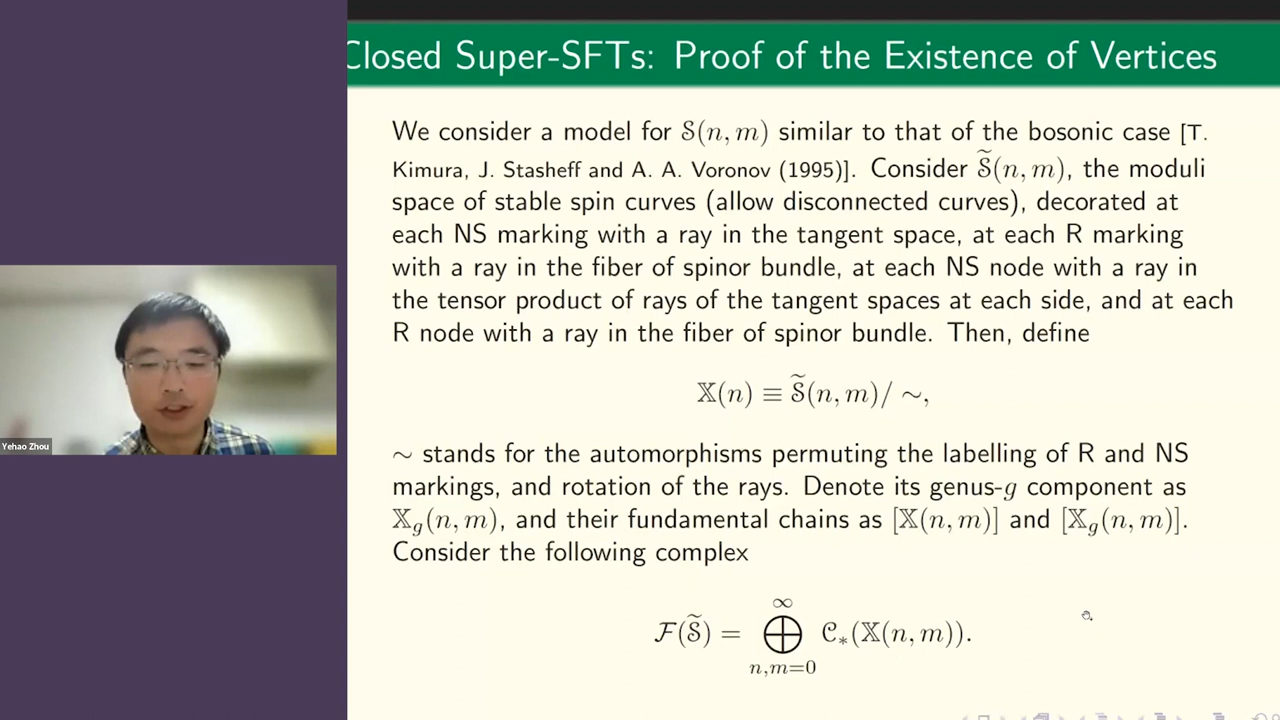 Closed Super-SFTs: Proof of the Existence of Vertices
We consider a model for 𝒮(n, m) similar to that of the bosonic case [T.
Kimura, J. Stasheff and A. A. Voronov (1995)]. Consider 𝒮̃(n, m), the moduli
space of stable spin curves (allow disconnected curves), decorated at
each NS marking with a ray in the tangent space, at each R marking
with a ray in the fiber of spinor bundle, at each NS node with a ray in
the tensor product of rays of the tangent spaces at each side, and at each
R node with a ray in the fiber of spinor bundle. Then, define
𝕏(n) ≡ 𝒮̃(n, m)/ ∼,
∼ stands for the automorphisms permuting the labelling of R and NS
markings, and rotation of the rays. Denote its genus-g component as
𝕏_g(n, m), and their fundamental chains as [𝕏(n, m)] and [𝕏_g(n, m)].
Consider the following complex
ℱ(𝒮̃) = ⨁_{n,m=0}^{∞} 𝒞_*(𝕏(n, m)).
Yehao Zhou